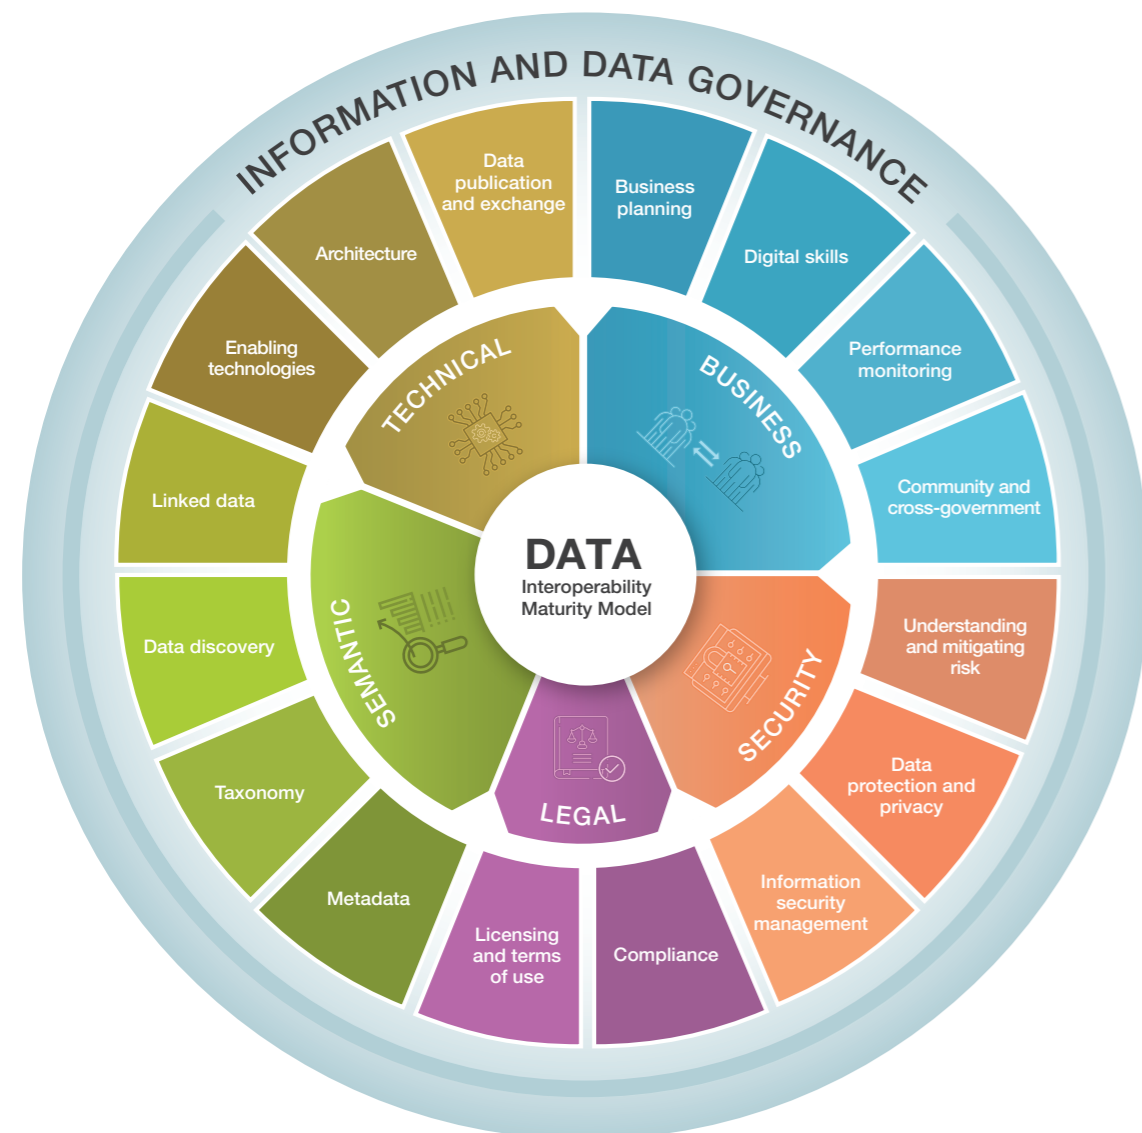 INFORMATION AND DATA GOVERNANCE
Data
publication
and exchange
Business
planning
Architecture
Digital skills
Enabling
technologies
Performance
monitoring
TECHNICAL
BUSINESS
Linked data
Community and
cross-government
DATA
Interoperability
Maturity Model
Data discovery
Understanding
and mitigating
risk
SEMANTIC
SECURITY
LEGAL
Taxonomy
Data
protection and
privacy
Metadata
Information
security
management
Licensing
and terms
of use
Compliance